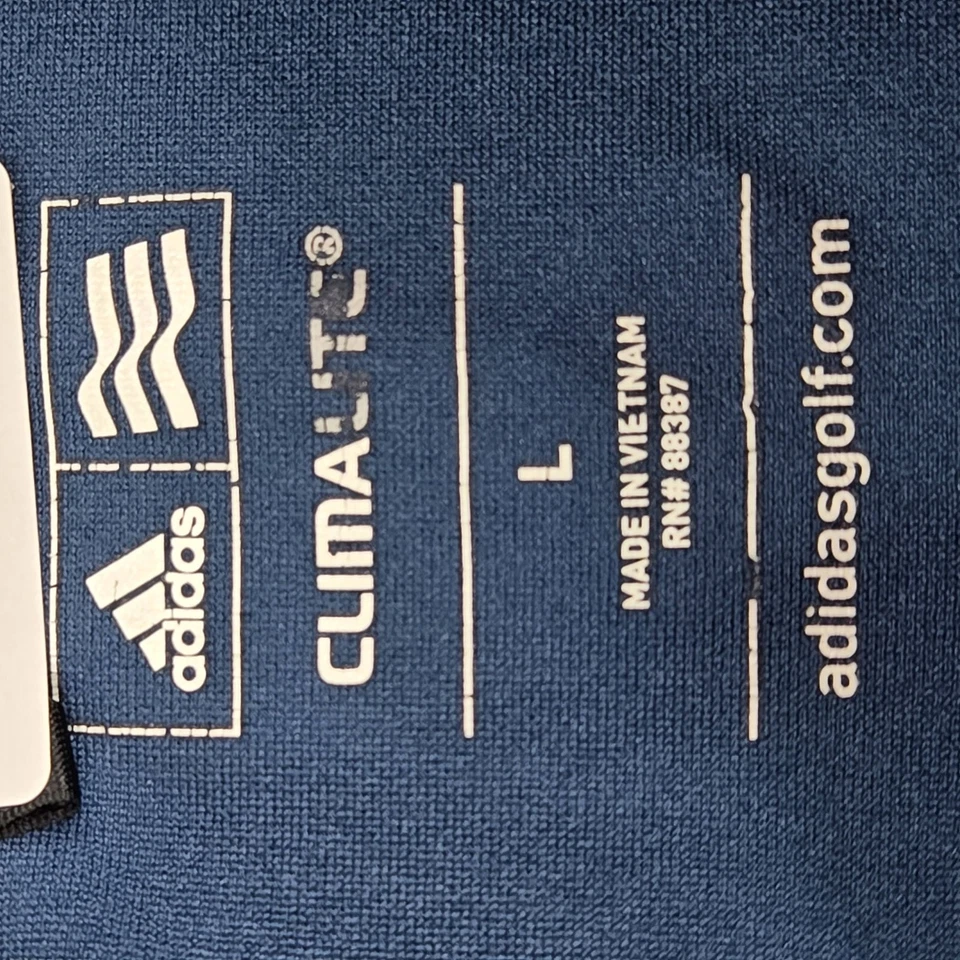 adidas
CLIMALITE®
L
MADE IN VIETNAM
RN# 88387
adidasgolf.com